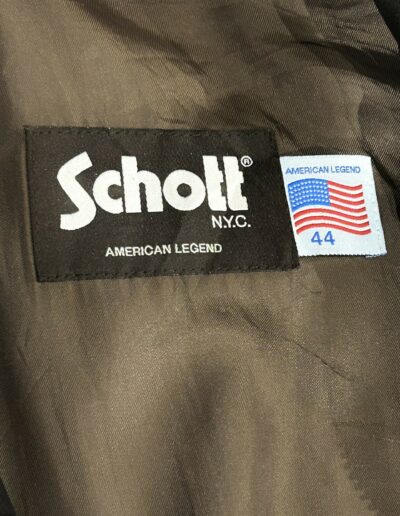 Schott®
N.Y.C.
AMERICAN LEGEND
AMERICAN LEGEND
44